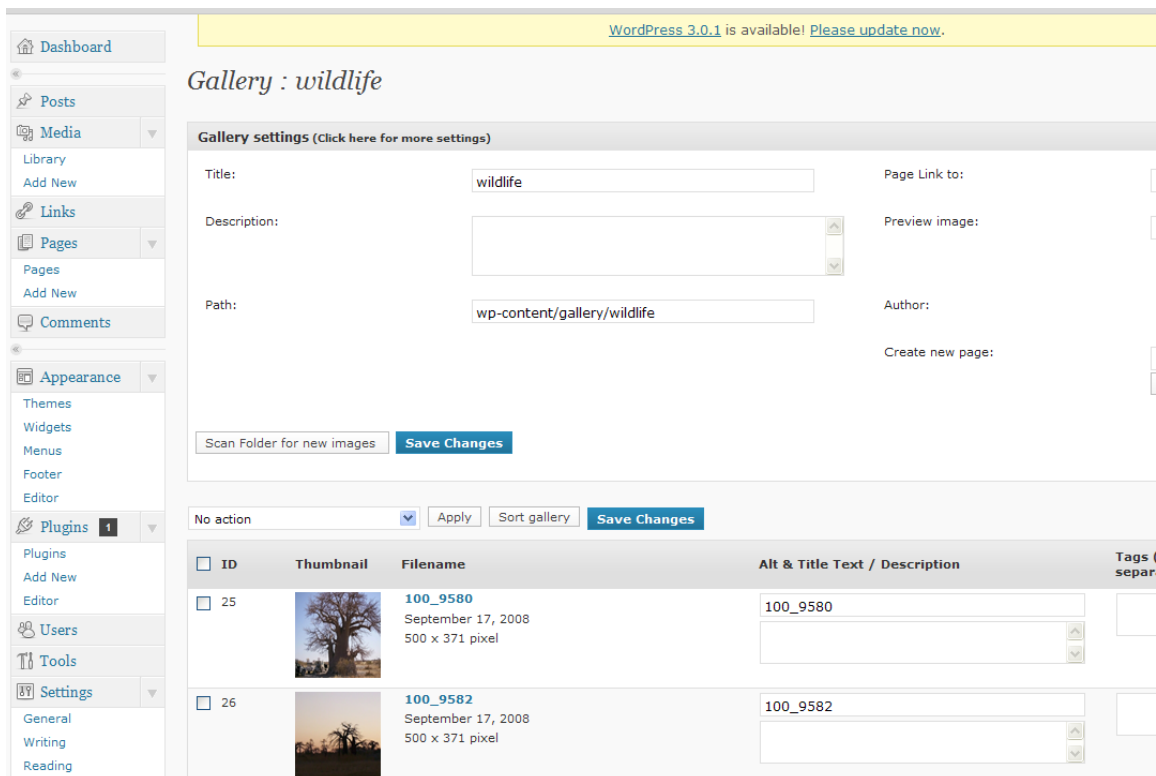 WordPress 3.0.1 is available! Please update now.
Dashboard
Posts
Media
Library
Add New
Links
Pages
Pages
Add New
Comments
Appearance
Themes
Widgets
Menus
Footer
Editor
Plugins 1
Plugins
Add New
Editor
Users
Tools
Settings
General
Writing
Reading
Gallery : wildlife
Gallery settings (Click here for more settings)
Title:
wildlife
Page Link to:
Description:
Preview image:
Path:
wp-content/gallery/wildlife
Author:
Create new page:
Scan Folder for new images
Save Changes
No action
Apply
Sort gallery
Save Changes
ID
Thumbnail
Filename
Alt & Title Text / Description
Tags (
separ
25
100_9580
September 17, 2008
500 x 371 pixel
100_9580
26
100_9582
September 17, 2008
500 x 371 pixel
100_9582